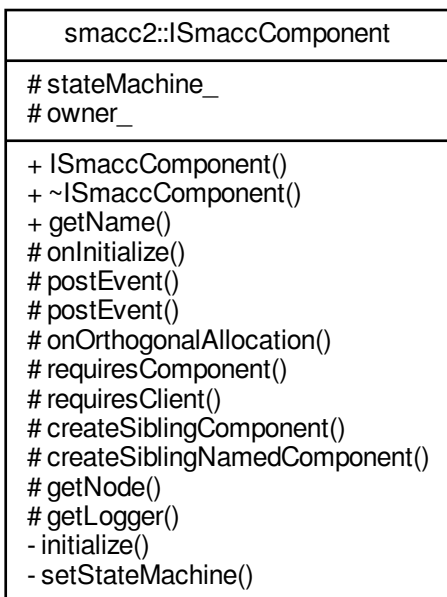 smacc2::ISmaccComponent
# stateMachine_
# owner_
+ ISmaccComponent()
+ ~ISmaccComponent()
+ getName()
# onInitialize()
# postEvent()
# postEvent()
# onOrthogonalAllocation()
# requiresComponent()
# requiresClient()
# createSiblingComponent()
# createSiblingNamedComponent()
# getNode()
# getLogger()
- initialize()
- setStateMachine()